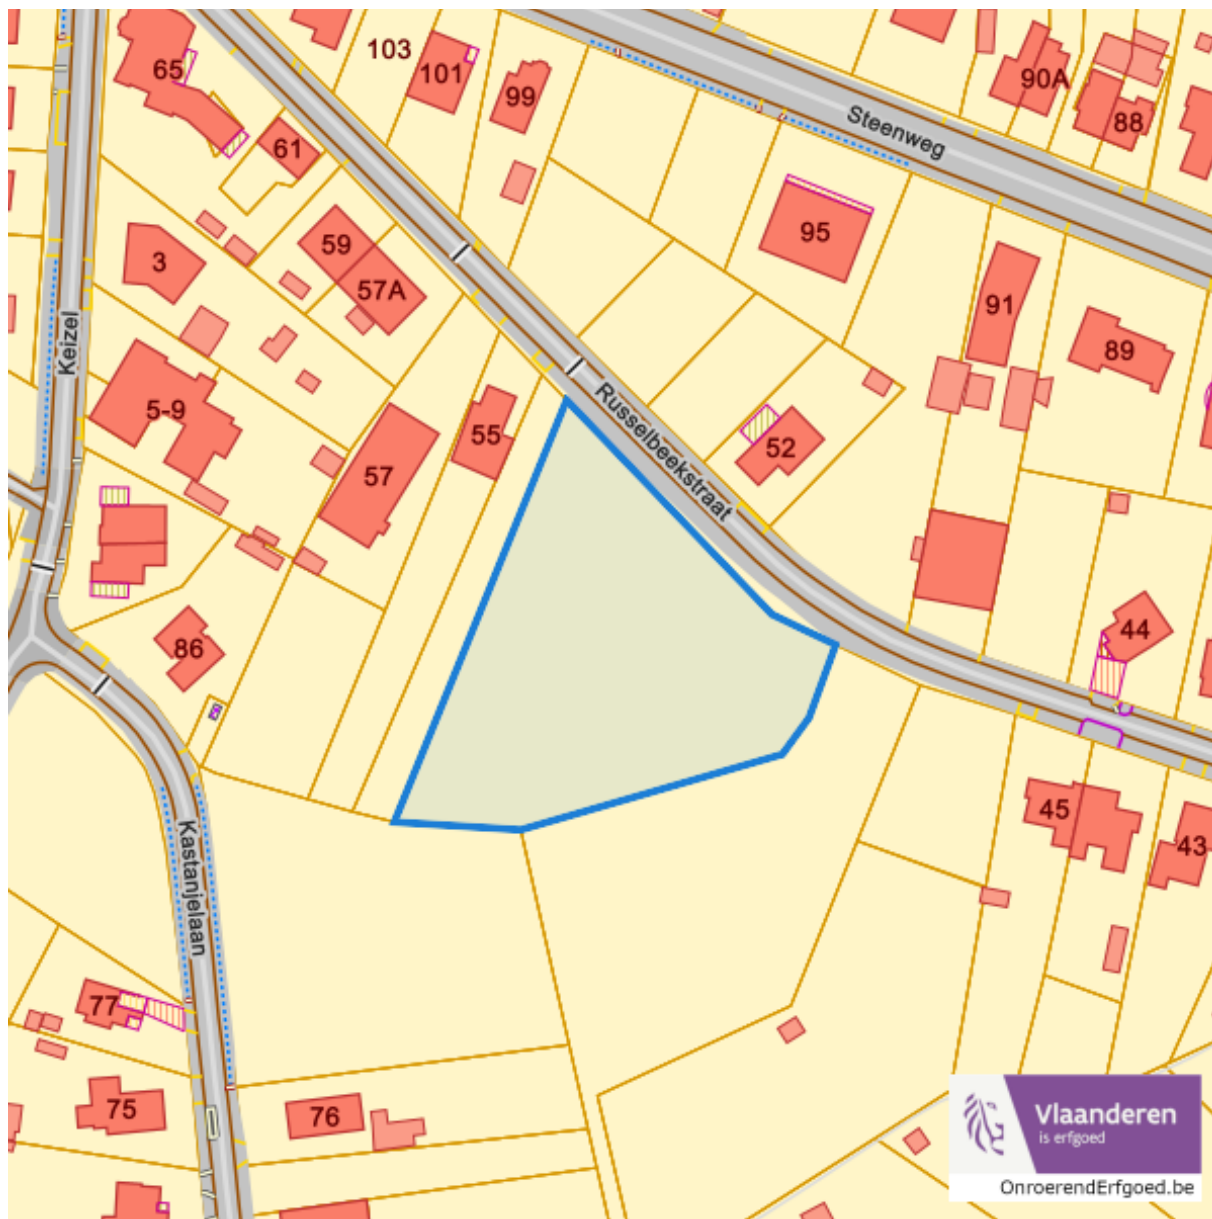 103
101
65
99
90A
88
Steenweg
61
59
95
3
57A
91
Keizel
89
5-9
55
Russelbeekstraat
52
57
86
44
45
43
Kastanjelaan
77
75
76
Vlaanderen
is erfgoed
OnroerendErfgoed.be